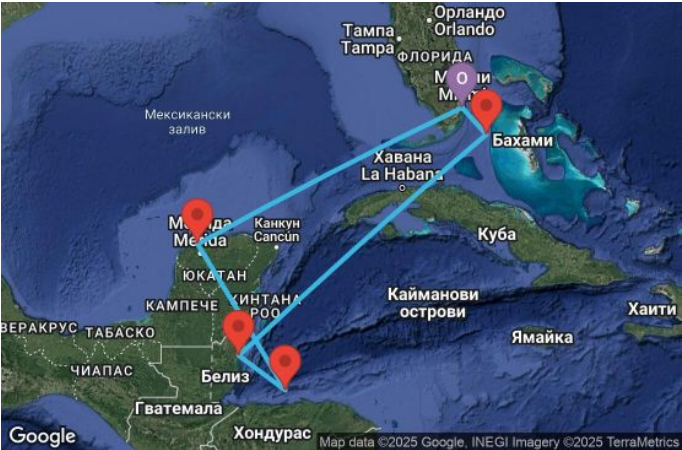 Орландо
Orlando
Тампа
Tampa
ФЛОРИДА
O
Мексикански
залив
Бахами
Хавана
La Habana
Канкун
Cancún
Куба
ЮКАТАН
КАМПЕЧЕ
РОО
Кайманови
острови
Хаити
ВЕРАКРУС
ТАБАСКО
Ямайка
ЧИАПАС
Белиз
Гватемала
Хондурас
Google
Map data ©2025 Google, INEGI Imagery ©2025 TerraMetrics